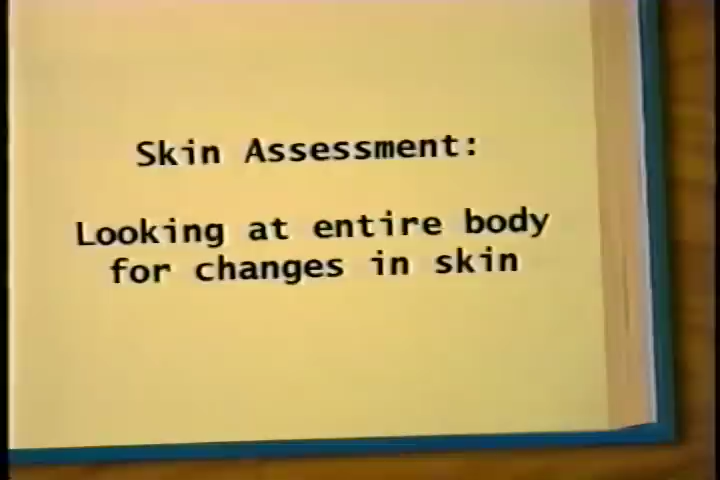 Skin Assessment:
Looking at entire body
for changes in skin